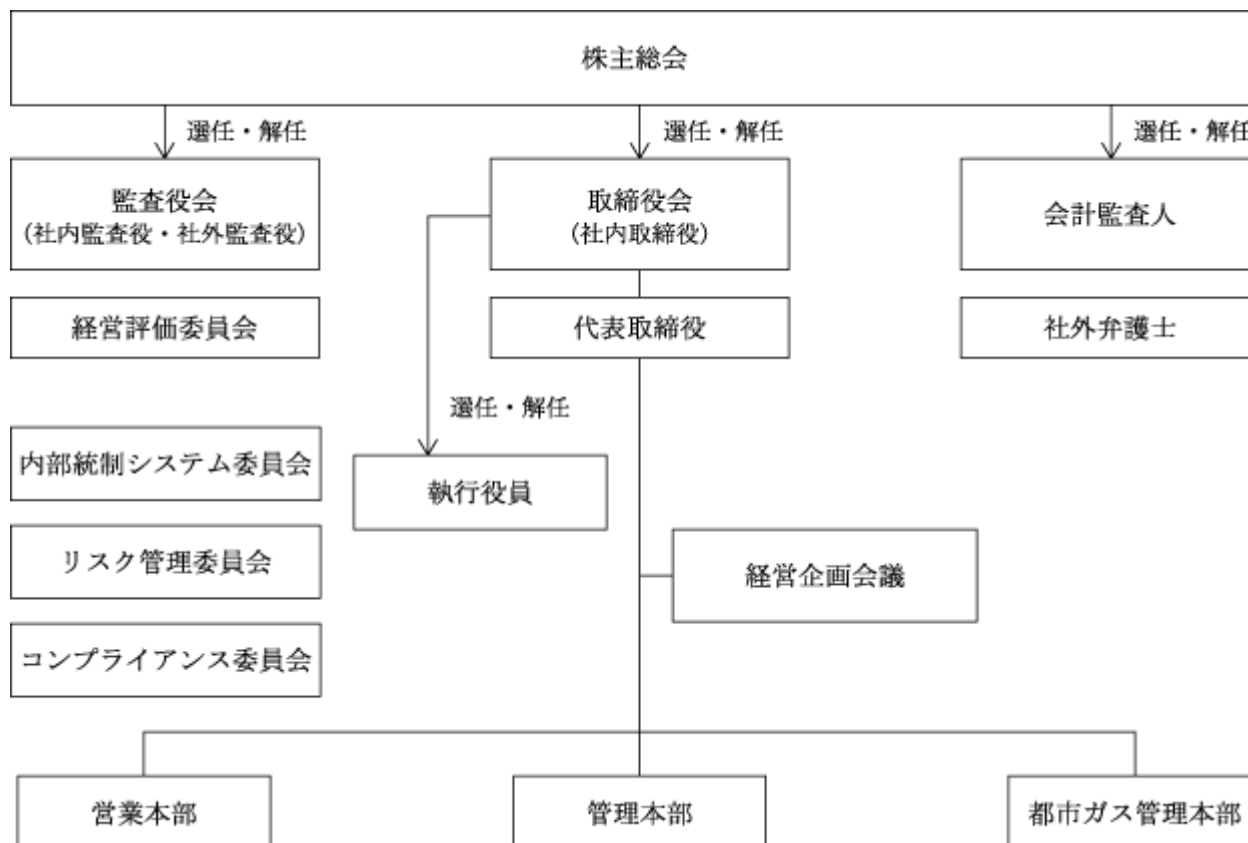 株主総会
選任・解任
選任・解任
選任・解任
監査役会
(社内監査役・社外監査役)
取締役会
(社内取締役)
会計監査人
経営評価委員会
代表取締役
社外弁護士
選任・解任
内部統制システム委員会
執行役員
リスク管理委員会
経営企画会議
コンプライアンス委員会
営業本部
管理本部
都市ガス管理本部